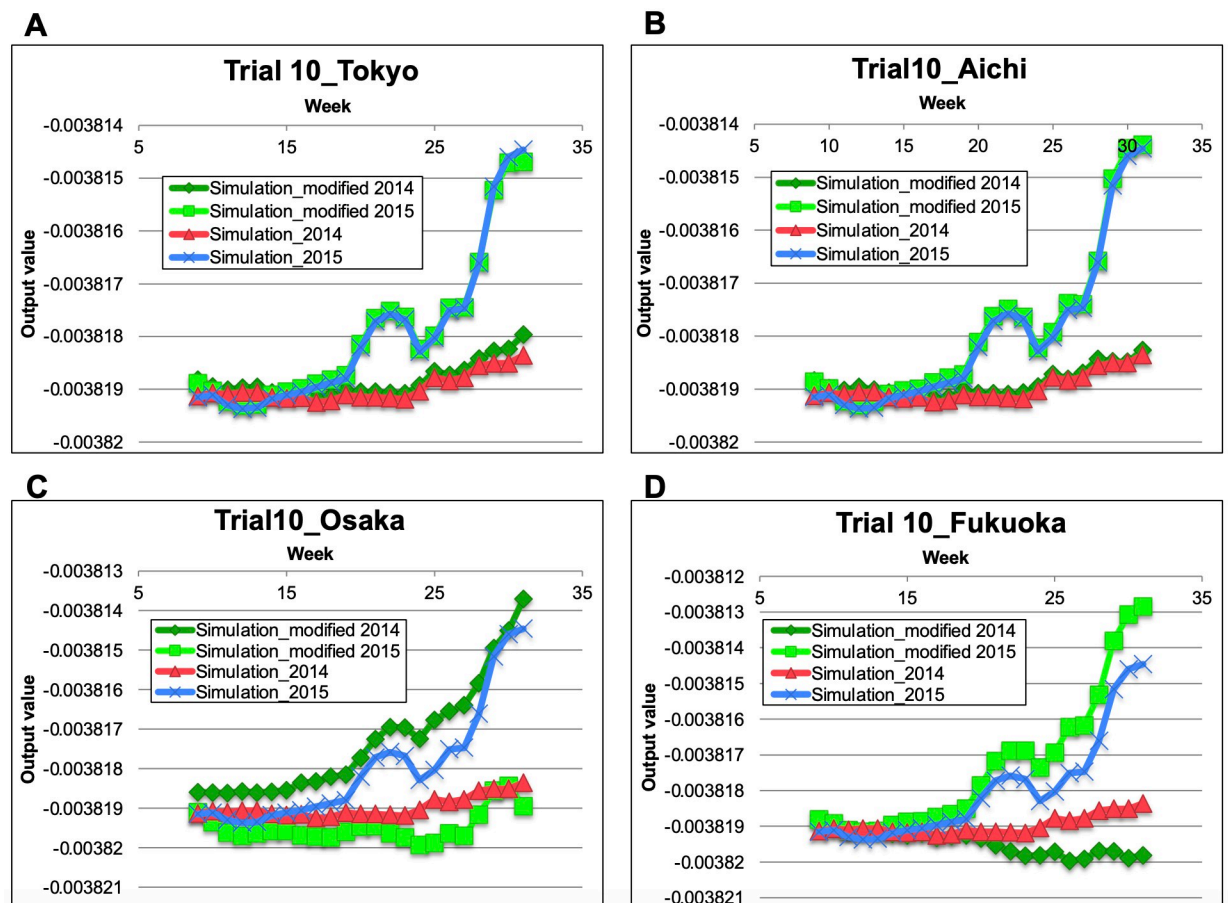 A
Trial 10_Tokyo
Week
-0.003814
5 15 25 35
-0.003815
Simulation_modified 2014
Simulation_modified 2015
Simulation_2014
Simulation_2015
-0.003816
-0.003817
-0.003818
-0.003819
-0.00382
Output value
B
Trial10_Aichi
Week
-0.003814
5 10 15 20 25 30 35
-0.003815
Simulation_modified 2014
Simulation_modified 2015
Simulation_2014
Simulation_2015
-0.003816
-0.003817
-0.003818
-0.003819
-0.00382
Output value
C
Trial10_Osaka
Week
-0.003813
5 15 25 35
-0.003814
Simulation_modified 2014
Simulation_modified 2015
Simulation_2014
Simulation_2015
-0.003815
-0.003816
-0.003817
-0.003818
-0.003819
-0.00382
-0.003821
Output value
D
Trial 10_Fukuoka
Week
-0.003812
5 15 25 35
-0.003813
Simulation_modified 2014
Simulation_modified 2015
Simulation_2014
Simulation_2015
-0.003814
-0.003815
-0.003816
-0.003817
-0.003818
-0.003819
-0.00382
-0.003821
Output value